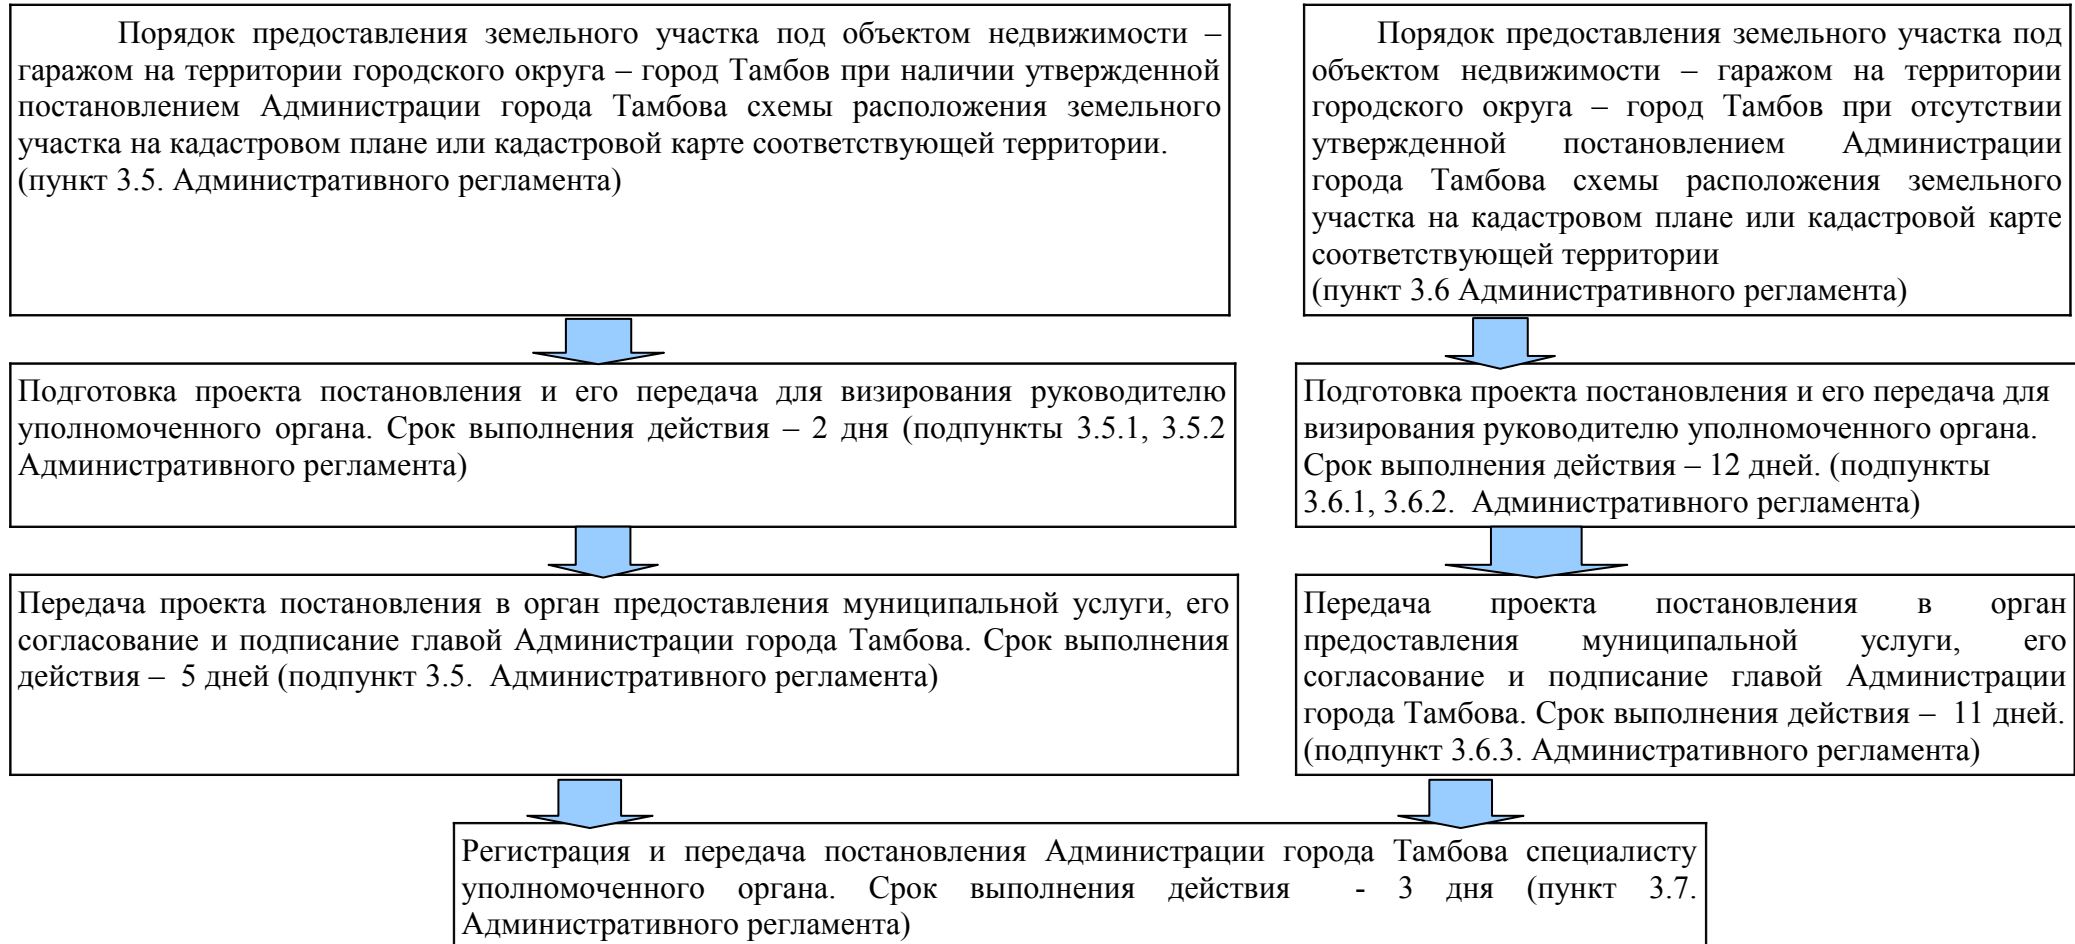 Порядок предоставления земельного участка под объектом недвижимости –
гаражом на территории городского округа – город Тамбов при наличии утвержденной
постановлением Администрации города Тамбова схемы расположения земельного
участка на кадастровом плане или кадастровой карте соответствующей территории.
(пункт 3.5. Административного регламента)
Порядок предоставления земельного участка под
объектом недвижимости – гаражом на территории
городского округа – город Тамбов при отсутствии
утвержденной постановлением Администрации
города Тамбова схемы расположения земельного
участка на кадастровом плане или кадастровой карте
соответствующей территории
(пункт 3.6 Административного регламента)
Подготовка проекта постановления и его передача для визирования руководителю
уполномоченного органа. Срок выполнения действия – 2 дня (подпункты 3.5.1, 3.5.2
Административного регламента)
Подготовка проекта постановления и его передача для
визирования руководителю уполномоченного органа.
Срок выполнения действия – 12 дней. (подпункты
3.6.1, 3.6.2. Административного регламента)
Передача проекта постановления в орган предоставления муниципальной услуги, его
согласование и подписание главой Администрации города Тамбова. Срок выполнения
действия – 5 дней (подпункт 3.5. Административного регламента)
Передача проекта постановления в орган
предоставления муниципальной услуги, его
согласование и подписание главой Администрации
города Тамбова. Срок выполнения действия – 11 дней.
(подпункт 3.6.3. Административного регламента)
Регистрация и передача постановления Администрации города Тамбова специалисту
уполномоченного органа. Срок выполнения действия - 3 дня (пункт 3.7.
Административного регламента)